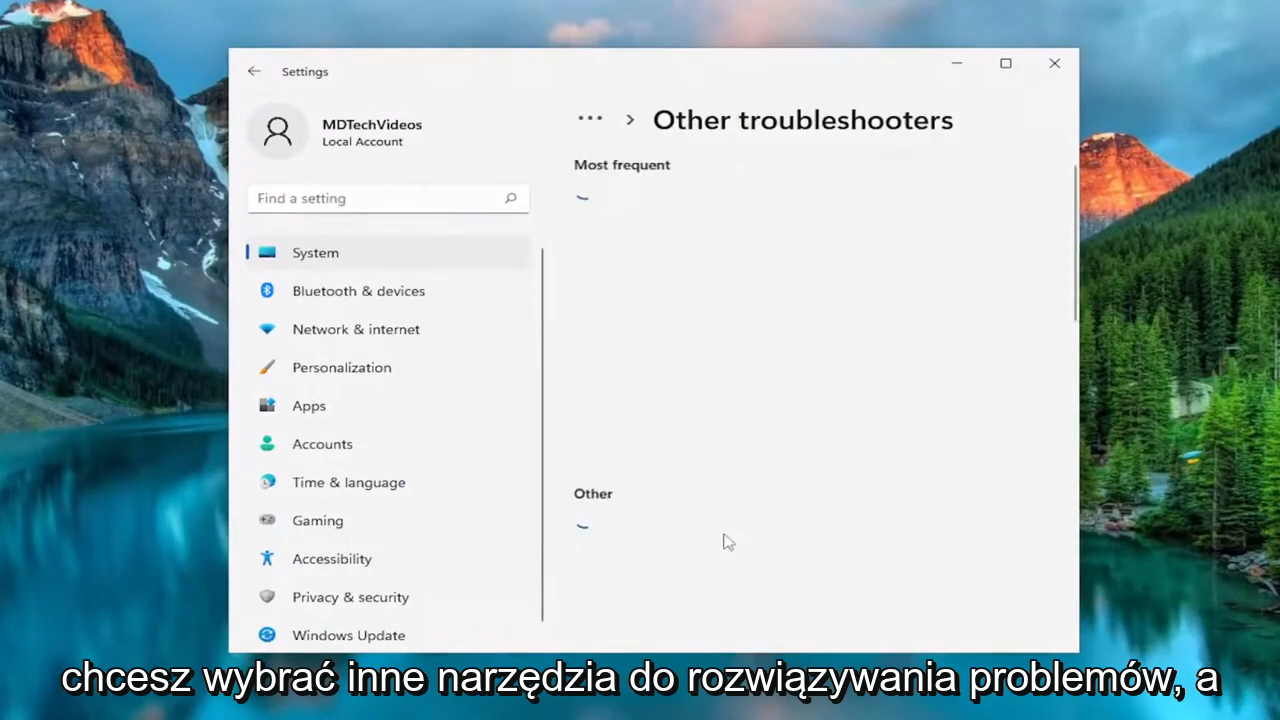 Settings
MDTechVideos
Local Account
Find a setting
System
Bluetooth & devices
Network & internet
Personalization
Apps
Accounts
Time & language
Gaming
Accessibility
Privacy & security
Windows Update
Other troubleshooters
Most frequent
Other
chcesz wybrać inne narzędzia do rozwiązywania problemów, a